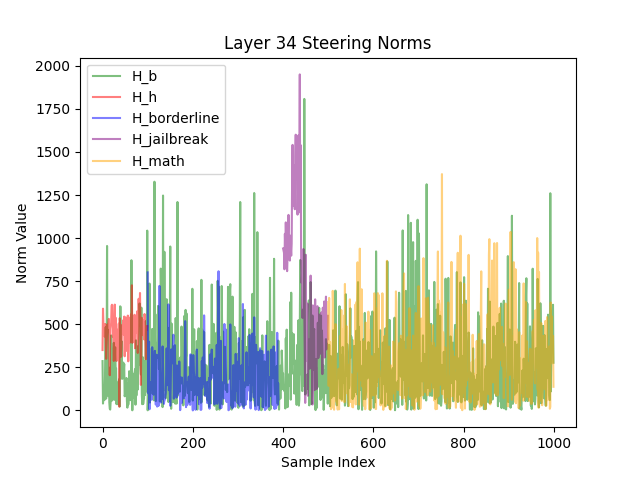 Layer 34 Steering Norms
H_b
H_h
H_borderline
H_jailbreak
H_math
2000
1750
1500
1250
1000
750
500
250
0
Norm Value
0 200 400 600 800 1000
Sample Index